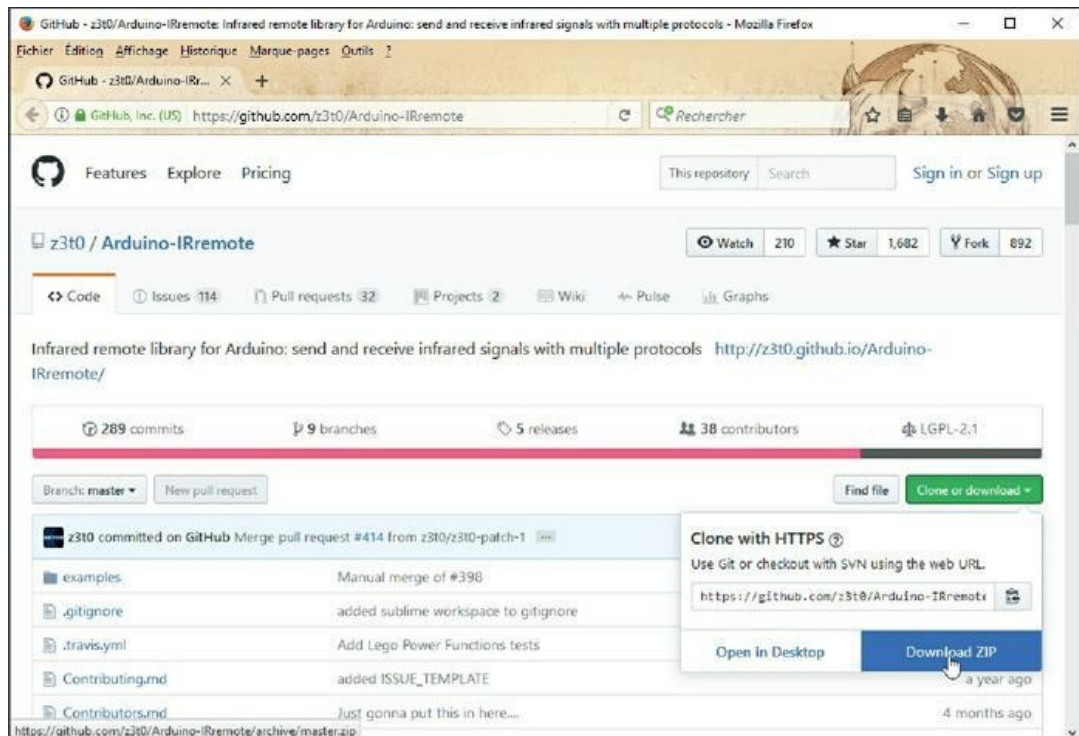 GitHub - z3t0/Arduino-IRremote: Infrared remote library for Arduino: send and receive infrared signals with multiple protocols - Mozilla Firefox
Fichier Édition Affichage Historique Marque-pages Outils ?
GitHub - z3t0/Arduino-IRr...
GitHub, Inc. (US) https://github.com/z3t0/Arduino-IRremote Rechercher
Features Explore Pricing This repository Search Sign in or Sign up
z3t0 / Arduino-IRremote Watch 210 Star 1,682 Fork 892
Code Issues 114 Pull requests 32 Projects 2 Wiki Pulse Graphs
Infrared remote library for Arduino: send and receive infrared signals with multiple protocols http://z3t0.github.io/Arduino-
IRremote/
289 commits 9 branches 5 releases 38 contributors LGPL-2.1
Branch: master New pull request Find file Clone or download
z3t0 committed on GitHub Merge pull request #414 from z3t0/z3t0-patch-1 ...
Clone with HTTPS
Use Git or checkout with SVN using the web URL.
https://github.com/z3t0/Arduino-IRremote
Open in Desktop Download ZIP
examples Manual merge of #398
.gitignore added sublime workspace to gitignore
.travis.yml Add Lego Power Functions tests
Contributing.md added ISSUE_TEMPLATE a year ago
Contributors.md Just gonna put this in here.... 4 months ago
https://github.com/z3t0/Arduino-IRremote/archive/master.zip